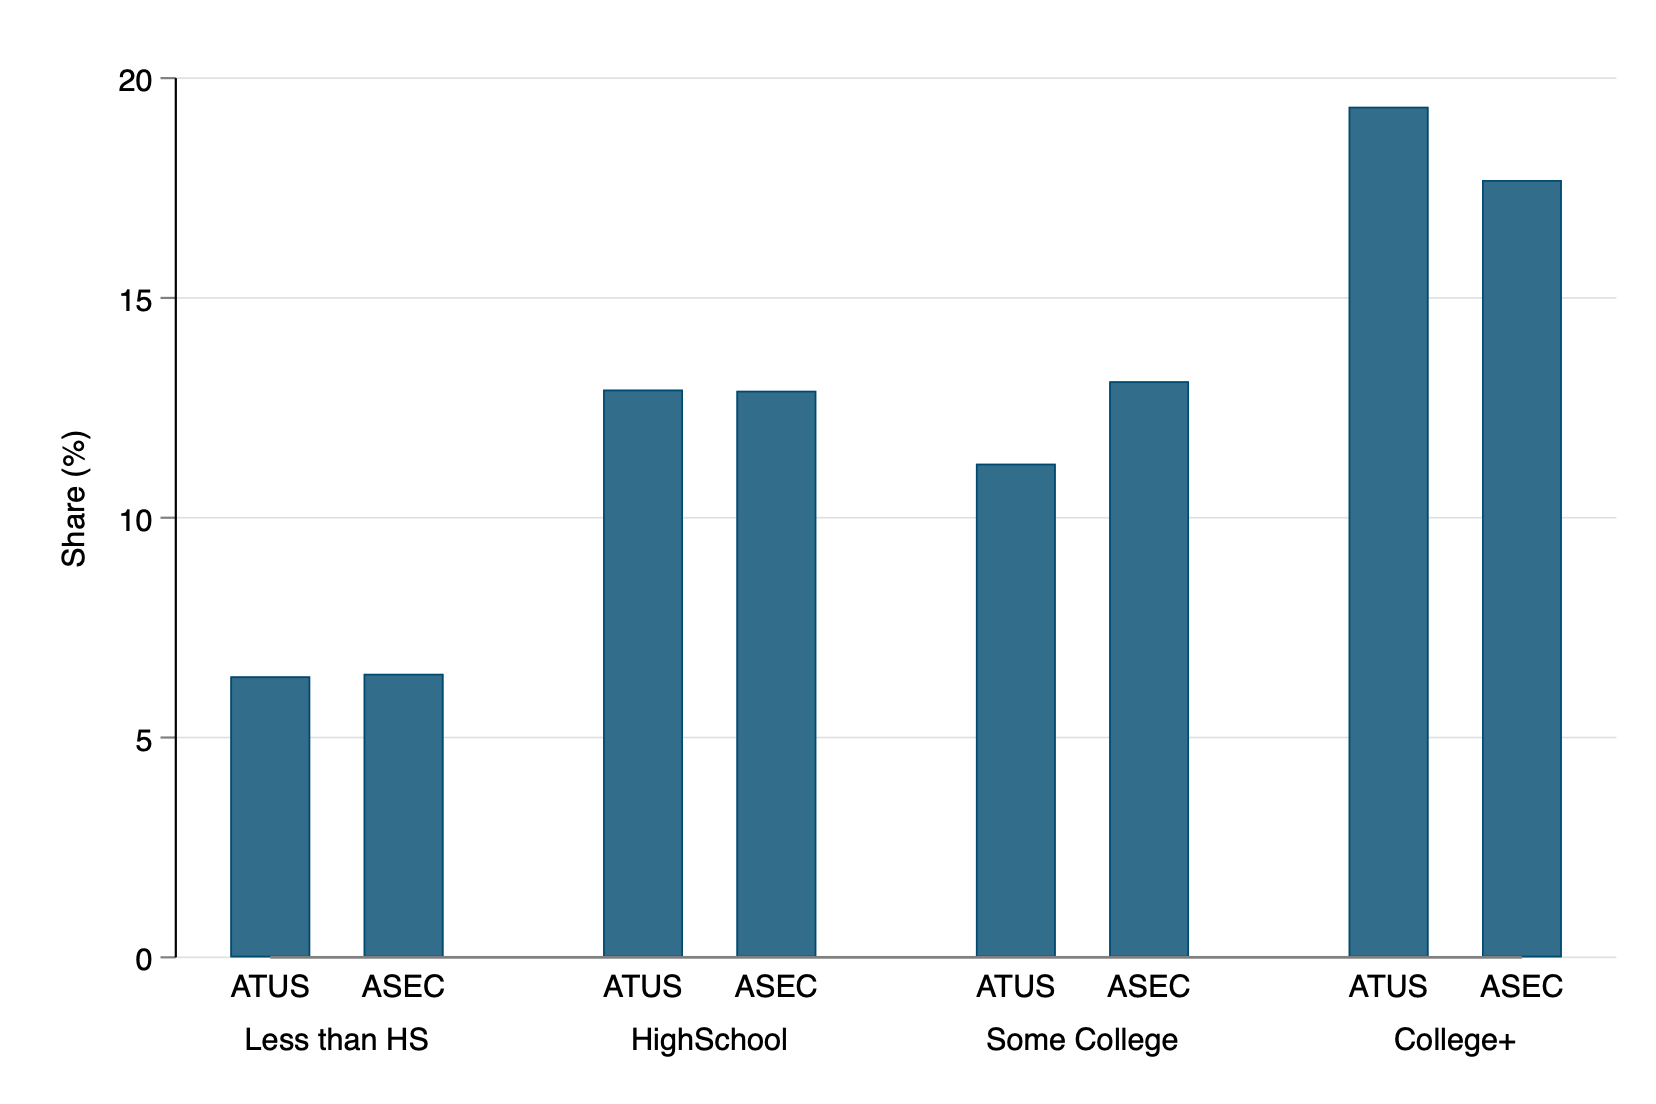 20
15
10
5
0
Share (%)
ATUS ASEC ATUS ASEC ATUS ASEC ATUS ASEC
Less than HS HighSchool Some College College+